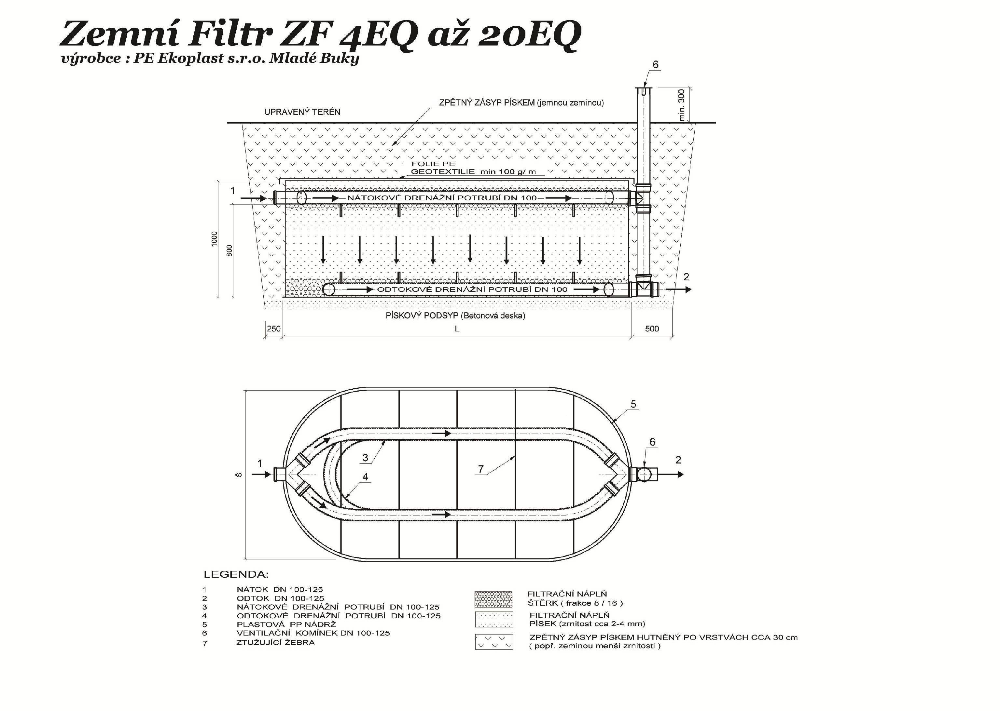 Zemní Filtr ZF 4EQ až 20EQ
výrobce : PE Ekoplast s.r.o. Mladé Buky
6
min. 300
ZPĚTNÝ ZÁSYP PÍSKEM (jemnou zeminou)
UPRAVENÝ TERÉN
FOLIE PE
GEOTEXTILIE min 100 g/ m
1
NÁTOKOVÉ DRENÁŽNÍ POTRUBÍ DN 100
1000
800
2
ODTOKOVÉ DRENÁŽNÍ POTRUBÍ DN 100
PÍSKOVÝ PODSYP (Betonová deska)
250
L
500
5
6
3
1
2
7
4
Š
LEGENDA:
1 NÁTOK DN 100-125
2 ODTOK DN 100-125
3 NÁTOKOVÉ DRENÁŽNÍ POTRUBÍ DN 100-125
4 ODTOKOVÉ DRENÁŽNÍ POTRUBÍ DN 100-125
5 PLASTOVÁ PP NÁDRŽ
6 VENTILAČNÍ KOMÍNEK DN 100-125
7 ZTUŽUJÍCÍ ŽEBRA
FILTRAČNÍ NÁPLŇ
ŠTĚRK ( frakce 8 / 16 )
FILTRAČNÍ NÁPLŇ
PÍSEK (zrnitost cca 2-4 mm)
ZPĚTNÝ ZÁSYP PÍSKEM HUTNĚNÝ PO VRSTVÁCH CCA 30 cm
( popř. zeminou menší zrnitosti )